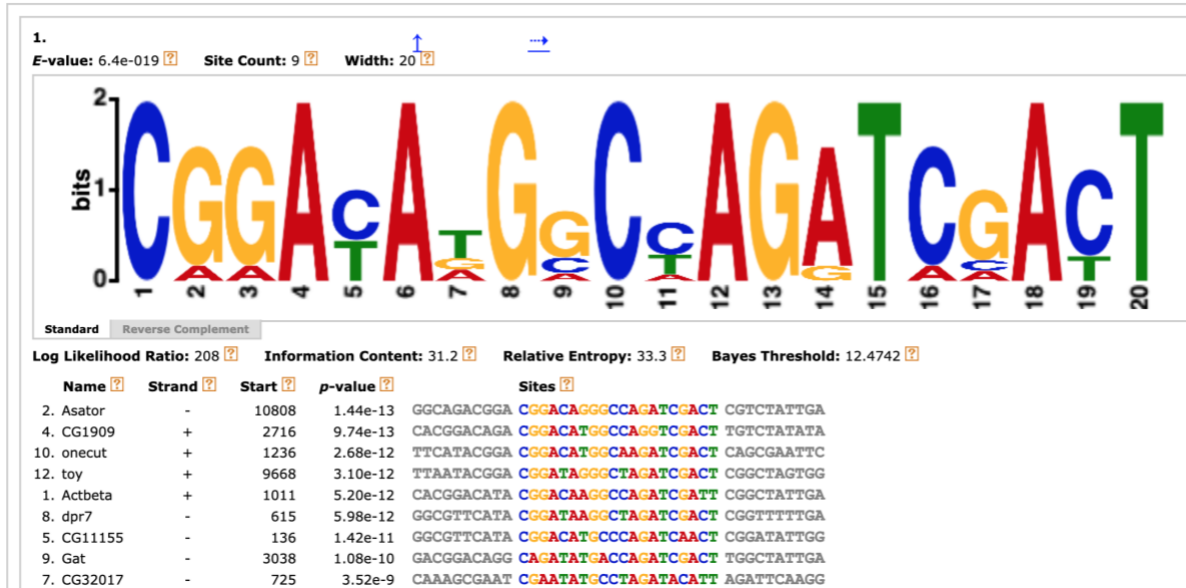 1.
E-value: 6.4e-019 ? Site Count: 9 ? Width: 20 ?
2
bits
1
0
CGGACATGGCCAGATCGACT
AATGGCTGACT
ACAAA
1 2 3 4 5 6 7 8 9 10 11 12 13 14 15 16 17 18 19 20
Standard Reverse Complement
Log Likelihood Ratio: 208 ? Information Content: 31.2 ? Relative Entropy: 33.3 ? Bayes Threshold: 12.4742 ?
Name ? Strand ? Start ? p-value ? Sites ?
2. Asator - 10808 1.44e-13 GGCAGACGGA CGGACAGGGCCAGATCGACT CGTCTATTGA
4. CG1909 + 2716 9.74e-13 CACGGACAGA CGGACATGGCCAGGTCGACT TGTCTATATA
10. onecut + 1236 2.68e-12 TTCATACGGA CGGACATGGCAAGATCGACT CAGCGAATTC
12. toy + 9668 3.10e-12 TTAATACGGA CGGATAGGGCTAGATCGACT CGGCTAGTGG
1. Actbeta + 1011 5.20e-12 CACGGACATA CGGACAAGGCCAGATCGATT CGGCTATTGA
8. dpr7 - 615 5.98e-12 GGCGTTCATA CGGATAAGGCTAGATCGACT CGGTTTTTGA
5. CG11155 - 136 1.42e-11 GGCGTTCATA CGGACATGCCCAGATCAACT CGGATATTGG
9. Gat - 3038 1.08e-10 GACGGACAGG CAGATATGACCAGATCGACT TGGCTATTGA
7. CG32017 - 725 3.52e-9 CAAAGCGAAT CGAATATGCCTAGATACATT AGATTCAAGG